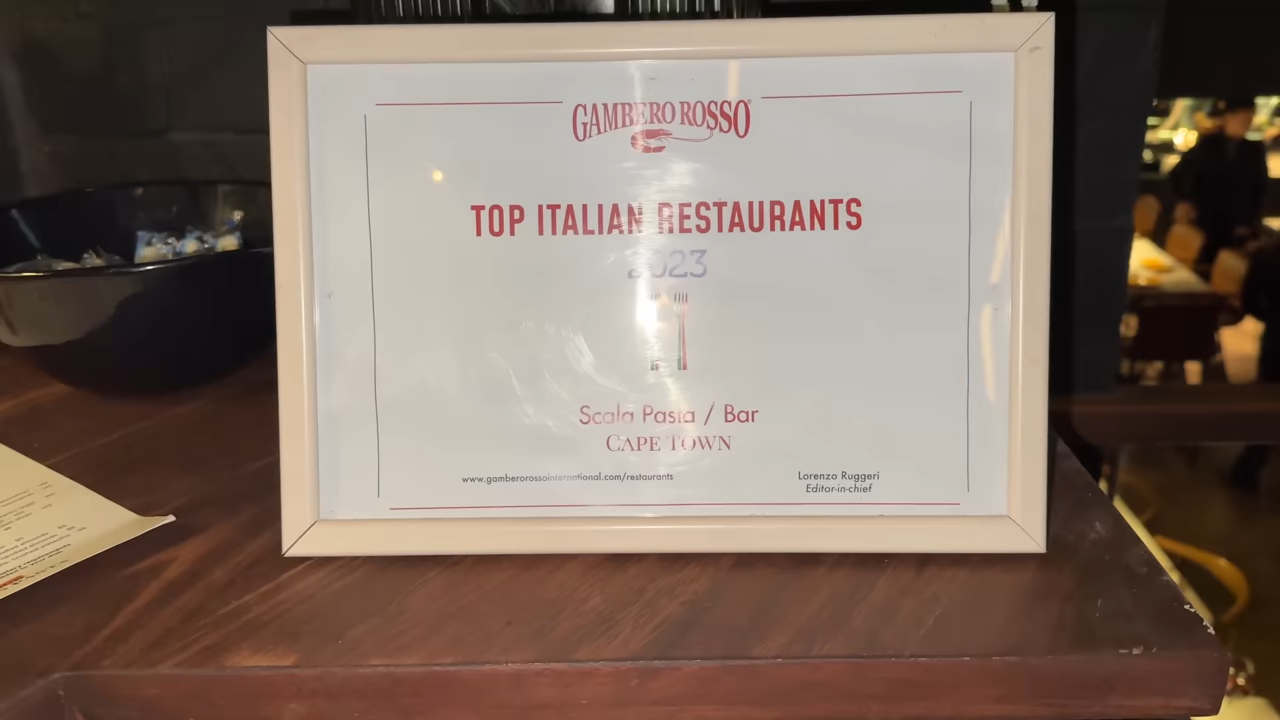 GAMBERO ROSSO®
TOP ITALIAN RESTAURANTS
2023
Scala Pasta / Bar
CAPE TOWN
www.gamberorossointernational.com/restaurants
Lorenzo Ruggeri
Editor-in-chief